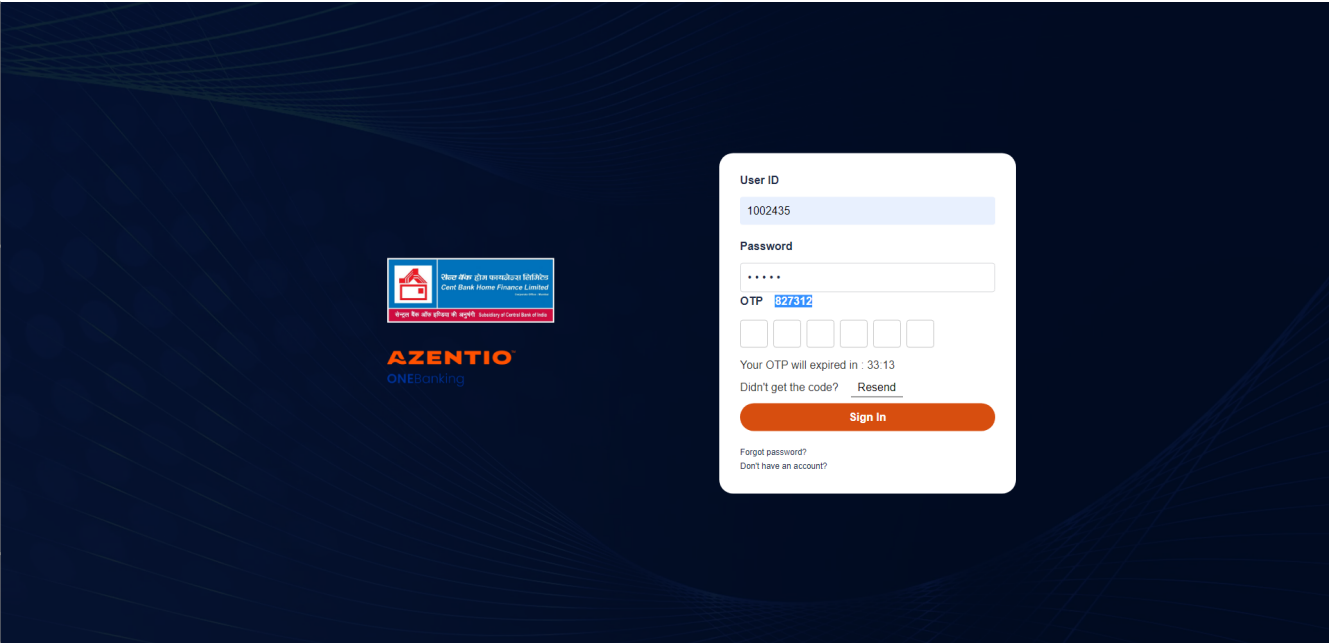 सेन्ट बैंक होम फायनेंन्स लिमिटेड
Cent Bank Home Finance Limited
सेन्ट्रल बैंक ऑफ इण्डिया की अनुषंगी Subsidiary of Central Bank of India
AZENTIO
ONEBanking
User ID
1002435
Password
•••••
OTP 827312
Your OTP will expired in : 33:13
Didn't get the code? Resend
Sign In
Forgot password?
Don't have an account?